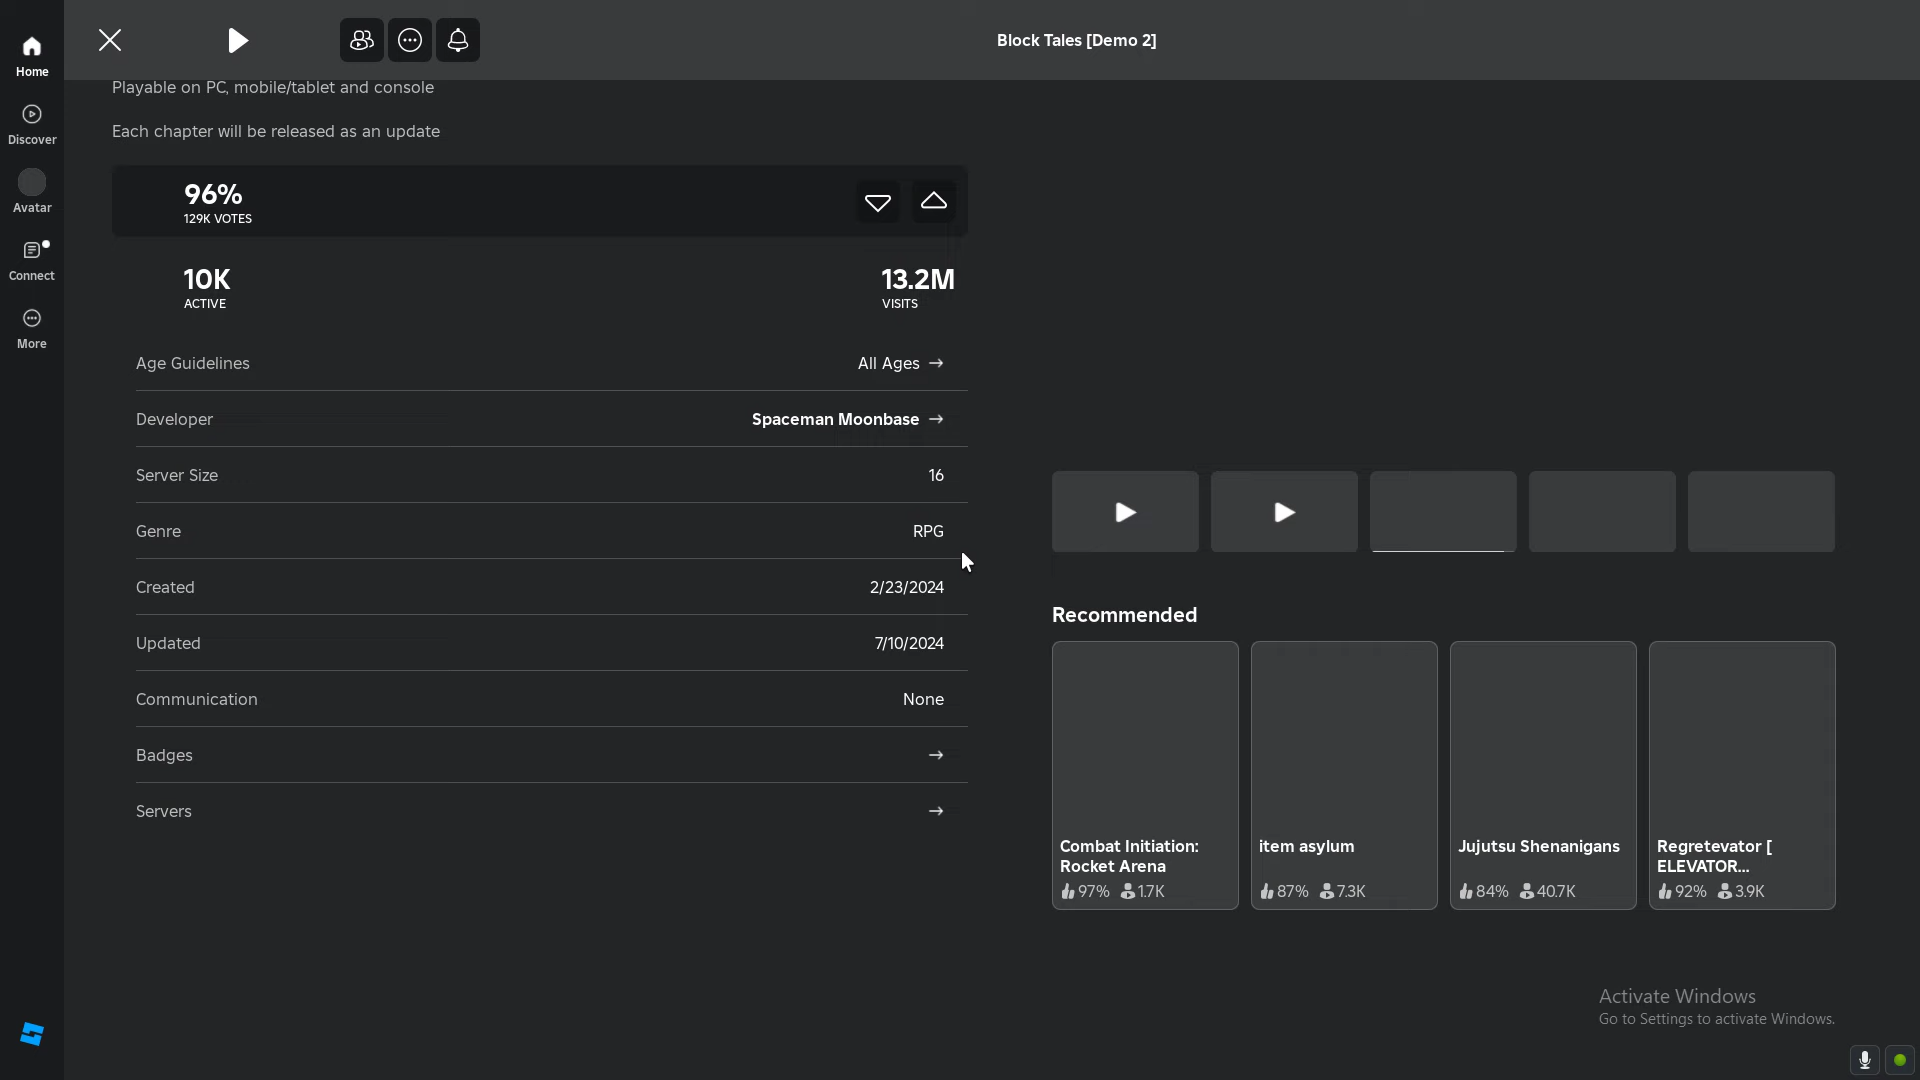 Block Tales [Demo 2]
Home
Discover
Avatar
Connect
More
Playable on PC, mobile/tablet and console
Each chapter will be released as an update
96%
129K VOTES
10K
ACTIVE
13.2M
VISITS
Age Guidelines
All Ages →
Developer
Spaceman Moonbase →
Server Size
16
Genre
RPG
Created
2/23/2024
Updated
7/10/2024
Communication
None
Badges
→
Servers
→
Recommended
Combat Initiation:
Rocket Arena
97% 1.7K
item asylum
87% 7.3K
Jujutsu Shenanigans
84% 40.7K
Regretevator [
ELEVATOR...
92% 3.9K
Activate Windows
Go to Settings to activate Windows.